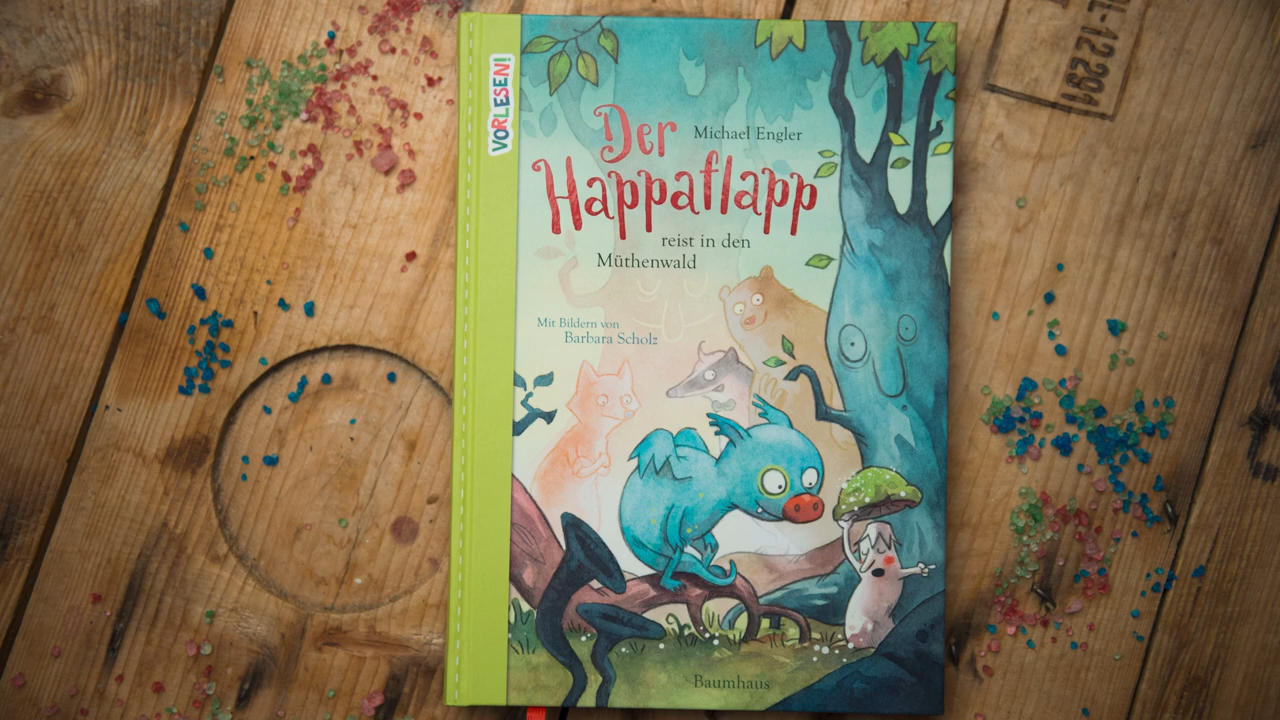 VORLESEN!
Der
Michael Engler
Happaflapp
reist in den
Müthenwald
Mit Bildern von
Barbara Scholz
Baumhaus